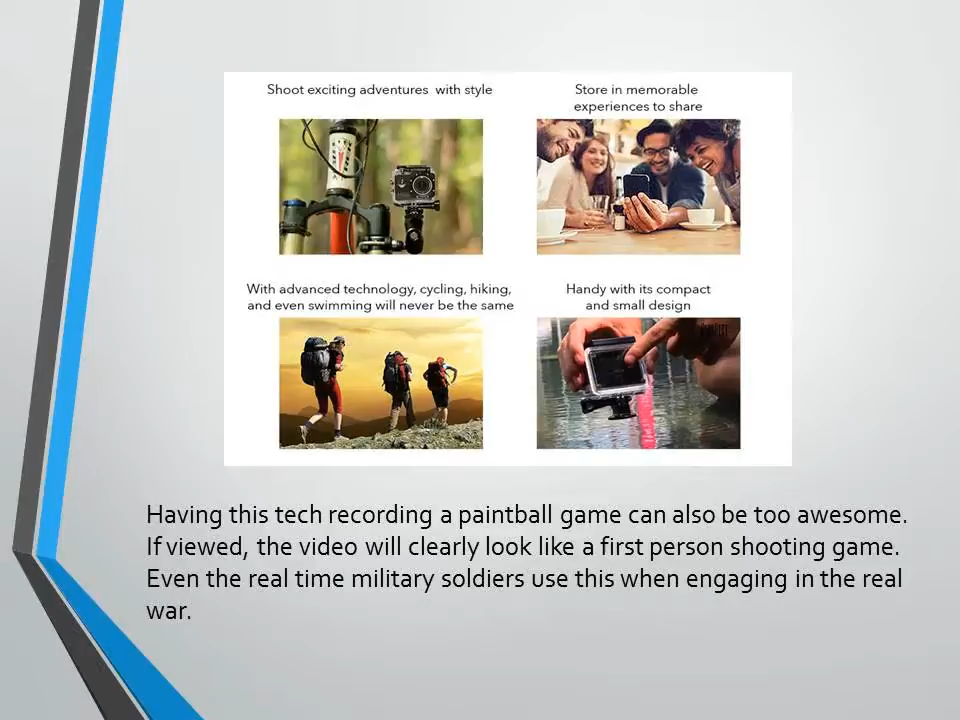 Shoot exciting adventures with style
Store in memorable
experiences to share
With advanced technology, cycling, hiking,
and even swimming will never be the same
Handy with its compact
and small design
Having this tech recording a paintball game can also be too awesome.
If viewed, the video will clearly look like a first person shooting game.
Even the real time military soldiers use this when engaging in the real
war.